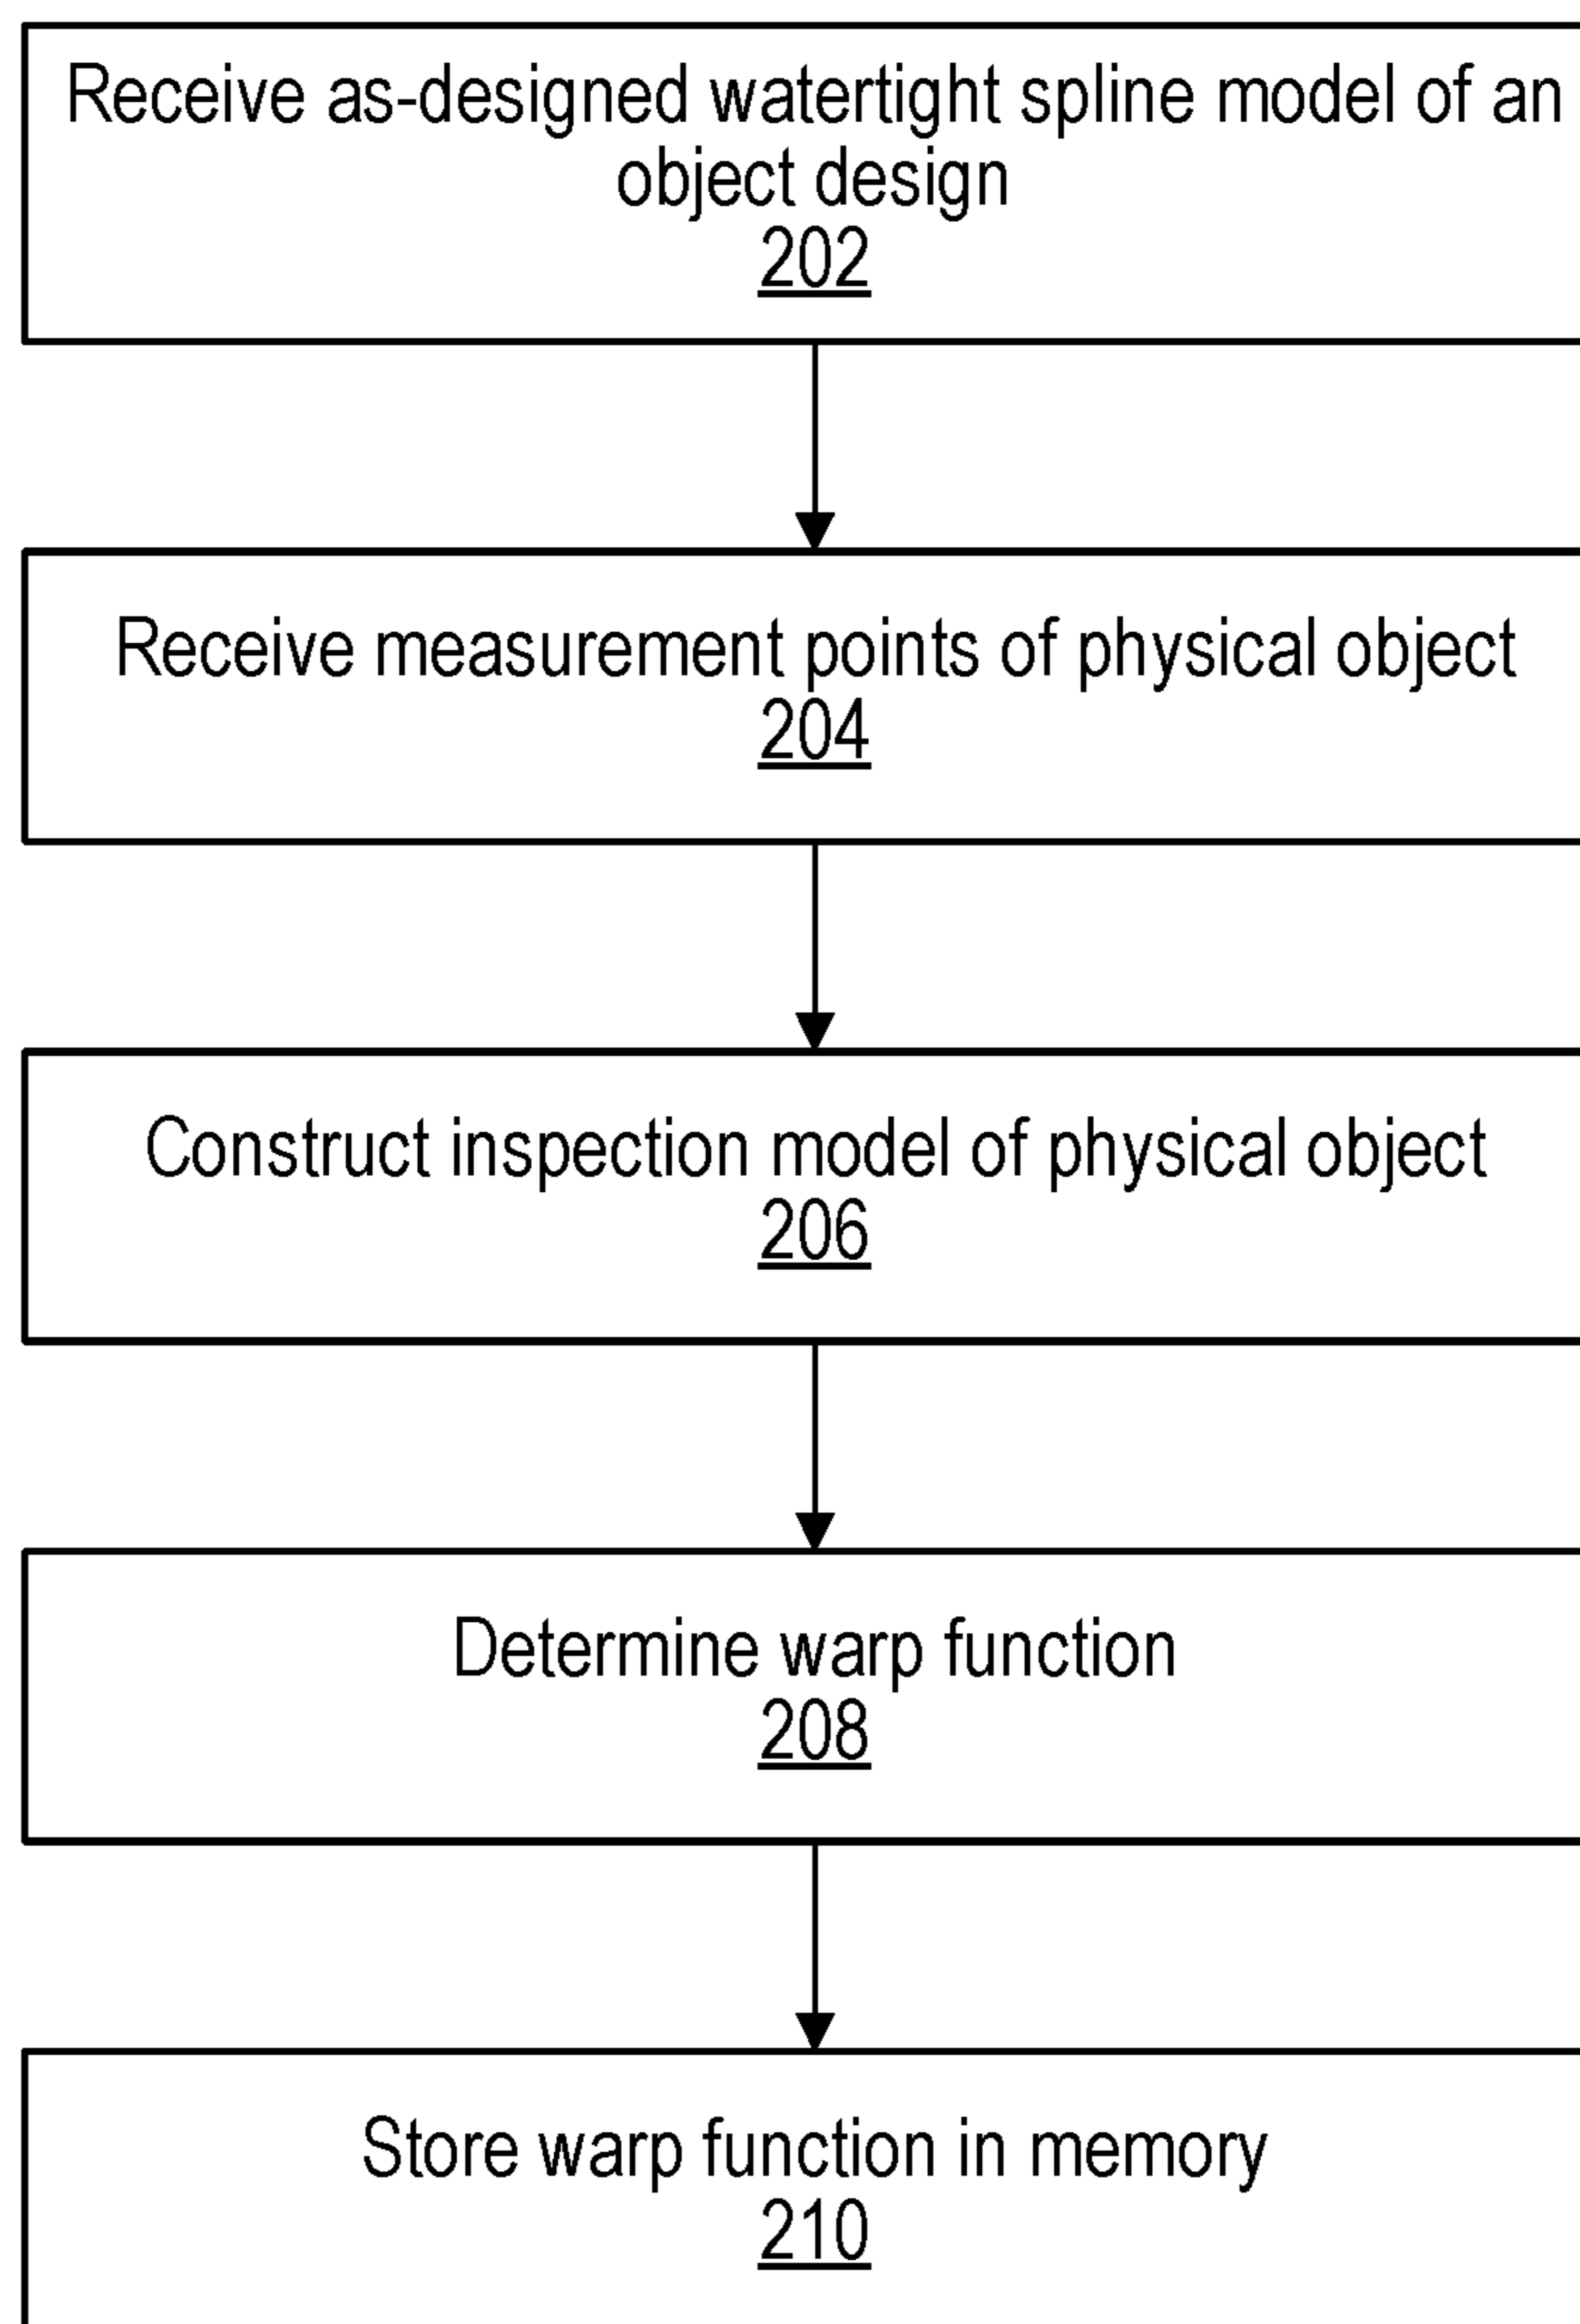 Receive as-designed watertight spline model of an
object design
202
Receive measurement points of physical object
204
Construct inspection model of physical object
206
Determine warp function
208
Store warp function in memory
210